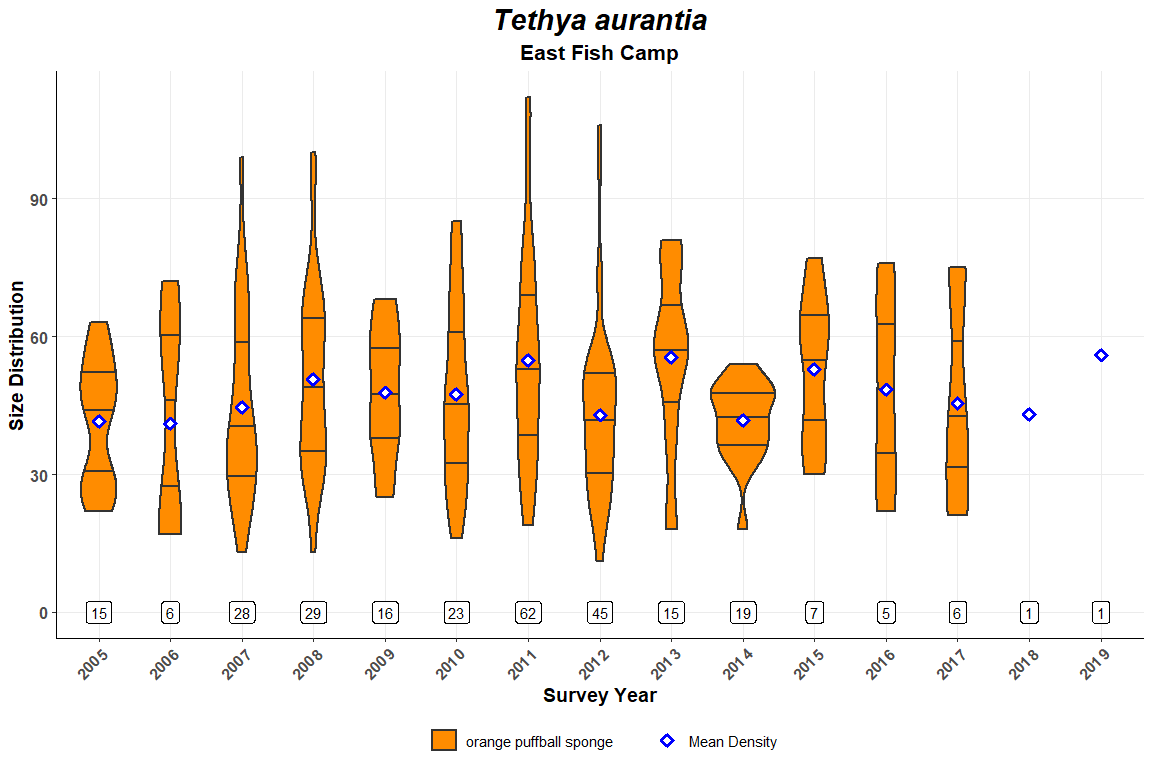 Tethya aurantia
East Fish Camp
Size Distribution
90
60
30
0
15 6 28 29 16 23 62 45 15 19 7 5 6 1 1
2005 2006 2007 2008 2009 2010 2011 2012 2013 2014 2015 2016 2017 2018 2019
Survey Year
orange puffball sponge Mean Density